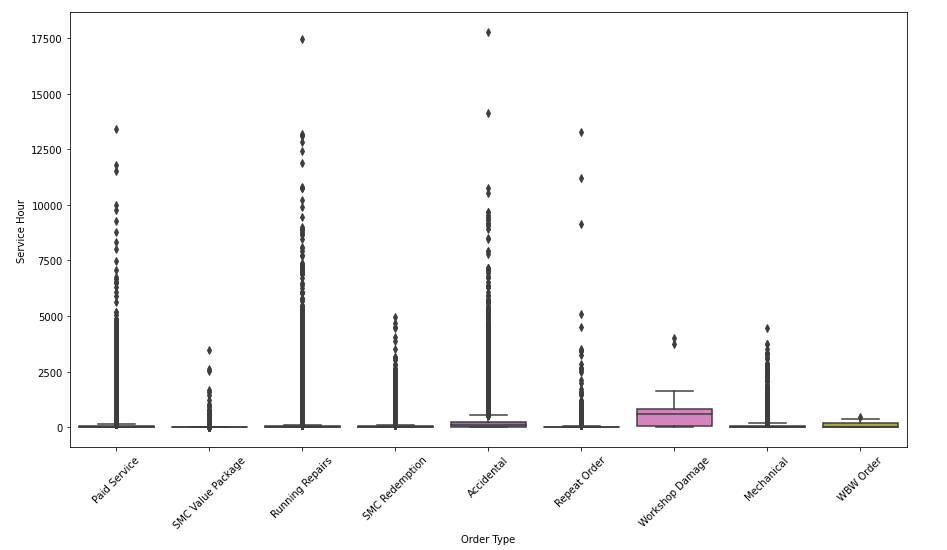 17500
15000
12500
10000
7500
5000
2500
0
Service Hour
Paid Service
SMC Value Package
Running Repairs
SMC Redemption
Accidental
Repeat Order
Workshop Damage
Mechanical
WBW Order
Order Type